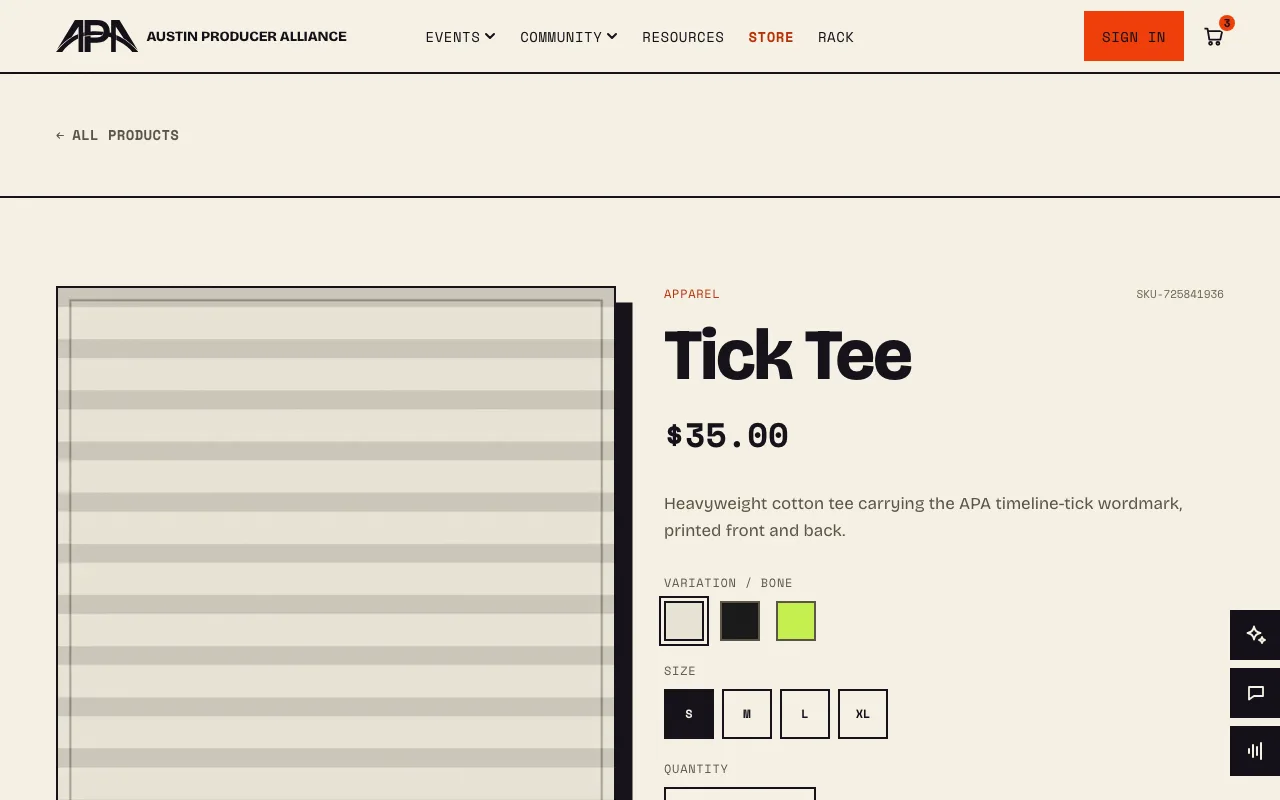 APA AUSTIN PRODUCER ALLIANCE
EVENTS COMMUNITY RESOURCES STORE RACK
SIGN IN
3
← ALL PRODUCTS
APPAREL
SKU-725841936
Tick Tee
$35.00
Heavyweight cotton tee carrying the APA timeline-tick wordmark,
printed front and back.
VARIATION / BONE
SIZE
S M L XL
QUANTITY